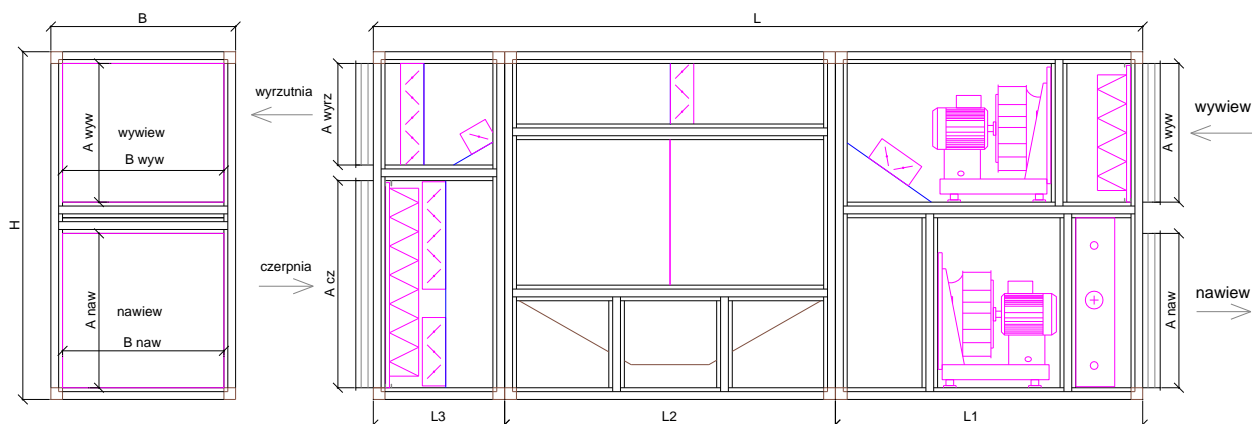 B
L
wyrzutnia
A wyw
wywiew
B wyw
A wyrz
A wyw
wywiew
H
czerpnia
A naw
nawiew
B naw
A cz
A naw
nawiew
L3
L2
L1